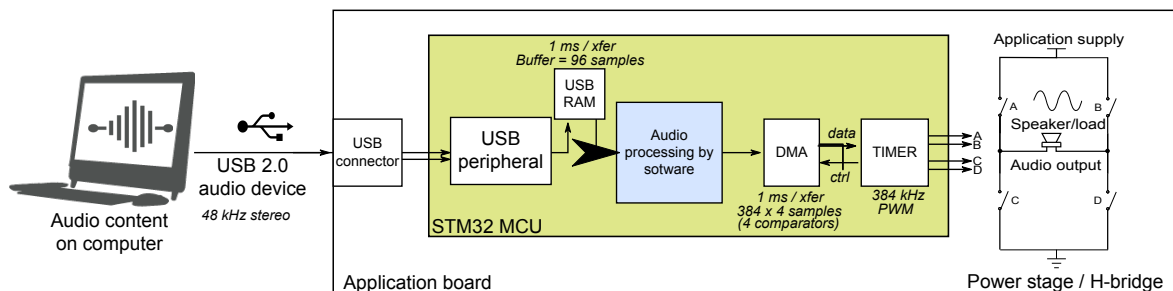 Audio content
on computer
USB 2.0
audio device
48 kHz stereo
USB
connector
USB
peripheral
1 ms / xfer
Buffer = 96 samples
USB
RAM
Audio
processing by
sotware
DMA
data
ctrl
1 ms / xfer
384 x 4 samples
(4 comparators)
TIMER
384 kHz
PWM
A
B
C
D
STM32 MCU
Application board
Application supply
A
B
Speaker/load
Audio output
C
D
Power stage / H-bridge